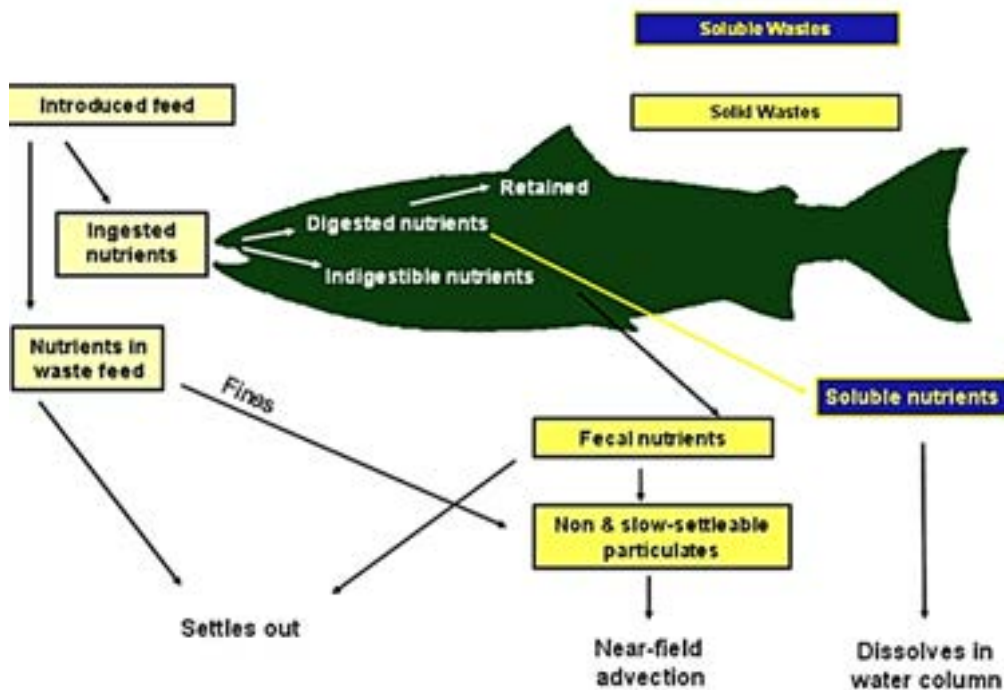 Soluble Wastes
Introduced feed
Solid Wastes
Retained
Ingested
nutrients
Digested nutrients
Indigestible nutrients
Nutrients in
waste feed
Fines
Soluble nutrients
Fecal nutrients
Non & slow-settleable
particulates
Settles out
Near-field
advection
Dissolves in
water column